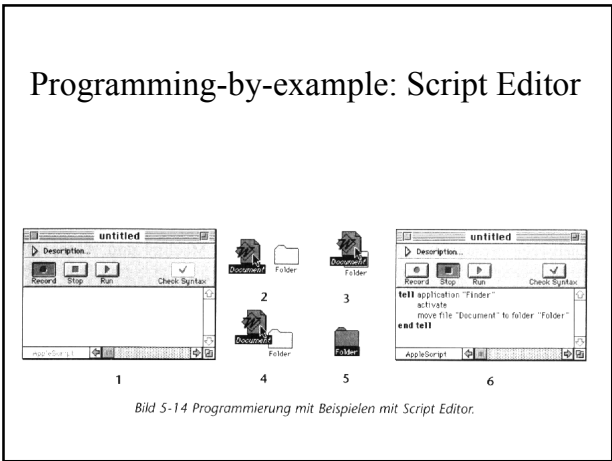 Programming-by-example: Script Editor
untitled
Description...
Record Stop Run Check Syntax
AppleScript
1
Document Folder
2
Document
Folder
3
Document
Folder
4
Folder
5
untitled
Description...
Record Stop Run Check Syntax
tell application "Finder"
activate
move file "Document" to folder "Folder"
end tell
AppleScript
6
Bild 5-14 Programmierung mit Beispielen mit Script Editor.